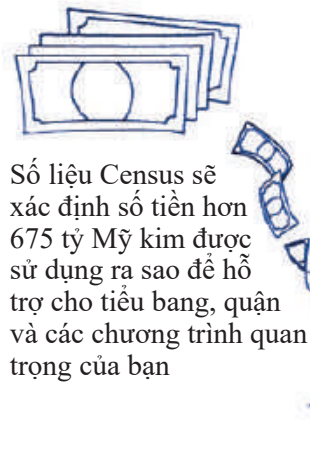 Số liệu Census sẽ
xác định số tiền hơn
675 tỷ Mỹ kim được
sử dụng ra sao để hỗ
trợ cho tiểu bang, quận
và các chương trình quan
trọng của bạn